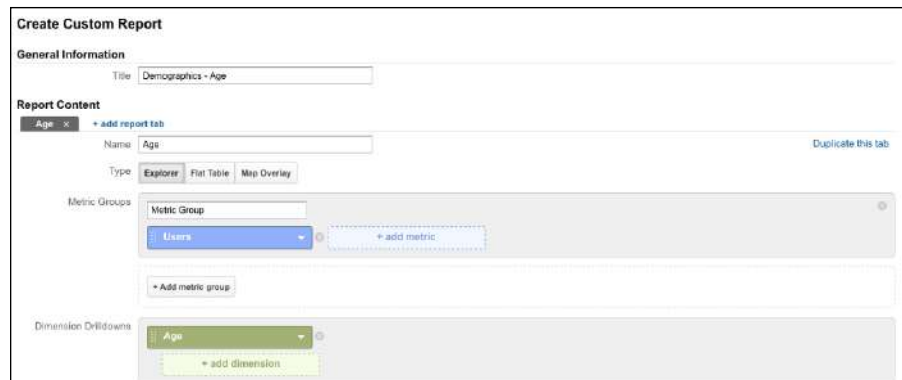 Create Custom Report
General Information
Title Demographics - Age
Report Content
Age × + add report tab
Name Age Duplicate this tab
Type Explorer Flat Table Map Overlay
Metric Groups Metric Group
Users + add metric
+ Add metric group
Dimension Drilldowns Age
+ add dimension